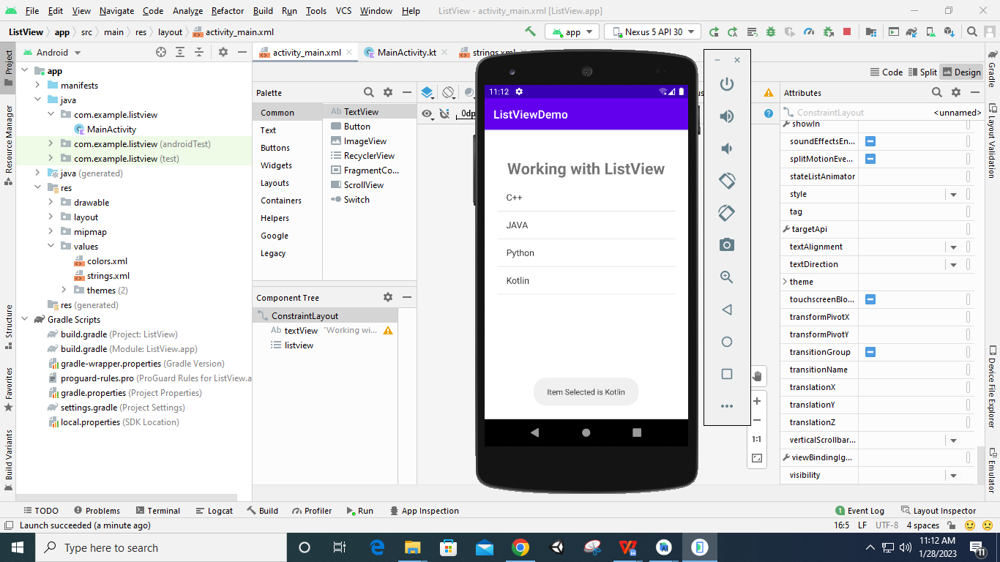 File Edit View Navigate Code Analyze Refactor Build Run Tools VCS Window Help ListView - activity_main.xml [ListView.app]
ListView app src main res layout activity_main.xml
app
Nexus 5 API 30
Project
Resource Manager
Structure
Favorites
Build Variants
Android
app
manifests
java
com.example.listview
MainActivity
com.example.listview (androidTest)
com.example.listview (test)
java (generated)
res
drawable
layout
mipmap
values
colors.xml
strings.xml
themes (2)
res (generated)
Gradle Scripts
build.gradle (Project: ListView)
build.gradle (Module: ListView.app)
gradle-wrapper.properties (Gradle Version)
proguard-rules.pro (ProGuard Rules for ListView.a
gradle.properties (Project Properties)
settings.gradle (Project Settings)
local.properties (SDK Location)
activity_main.xml MainActivity.kt strings.xml
Code Split Design
Palette
Common
Text
Buttons
Widgets
Layouts
Containers
Helpers
Google
Legacy
Ab TextView
Button
ImageView
RecyclerView
FragmentCo...
ScrollView
Switch
0dp
us
Component Tree
ConstraintLayout
Ab textView "Working wi...
listview
11:12
ListViewDemo
Working with ListView
C++
JAVA
Python
Kotlin
Item Selected is Kotlin
1:1
Attributes
ConstraintLayout <unnamed>
showIn
soundEffectsEn...
splitMotionEve...
stateListAnimator
style
tag
targetApi
textAlignment
textDirection
theme
touchscreenBlo...
transformPivotX
transformPivotY
transitionGroup
transitionName
translationX
translationY
translationZ
verticalScrollbar...
viewBindingIg...
visibility
Gradle
Layout Validation
Device File Explorer
Emulator
TODO Problems Terminal Logcat Build Profiler Run App Inspection 1 Event Log Layout Inspector
Launch succeeded (a minute ago) 16:5 LF UTF-8 4 spaces
Type here to search
11:12 AM
1/28/2023
11